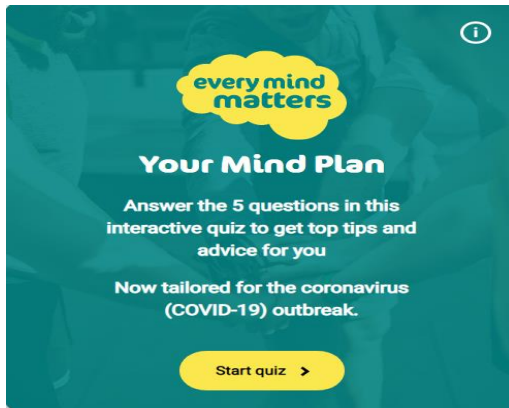 i
every mind
matters
Your Mind Plan
Answer the 5 questions in this
interactive quiz to get top tips and
advice for you
Now tailored for the coronavirus
(COVID-19) outbreak.
Start quiz >